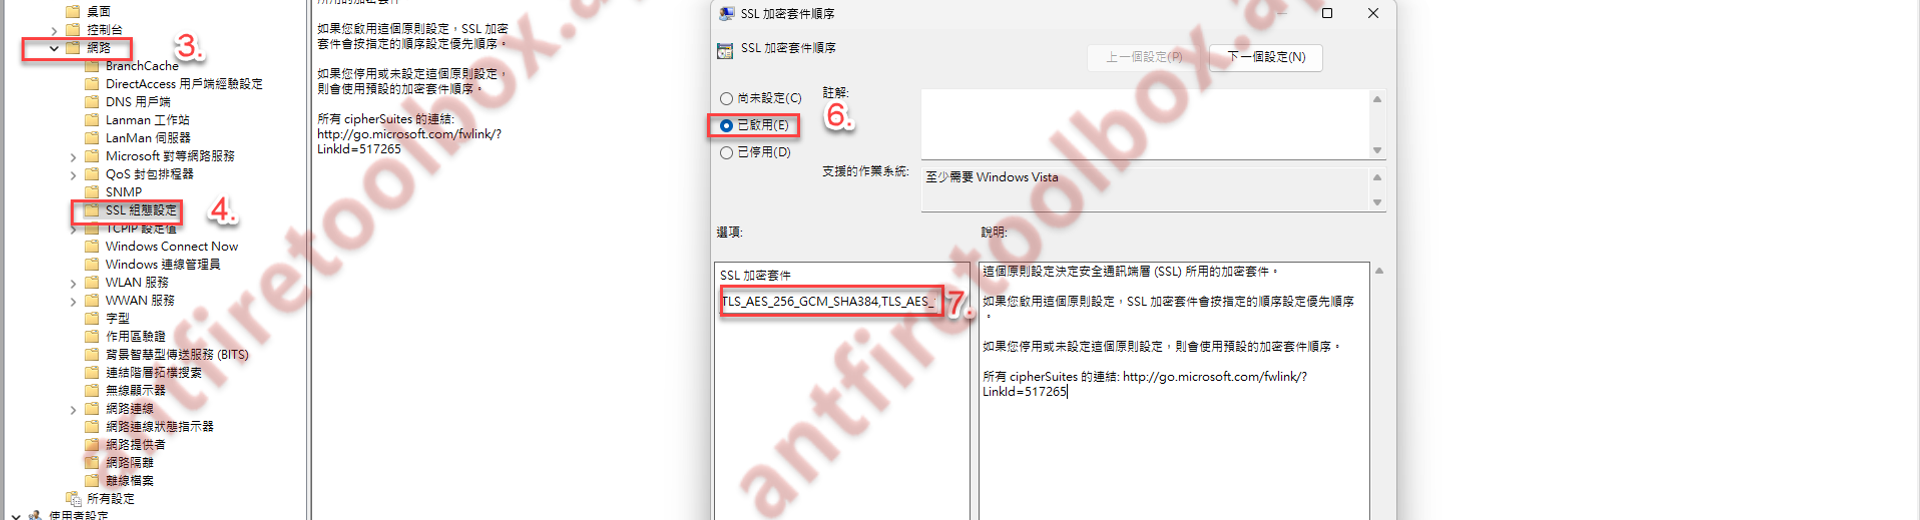 桌面
控制台
網路
3.
BranchCache
DirectAccess 用戶端經驗設定
DNS 用戶端
Lanman 工作站
LanMan 伺服器
Microsoft 對等網路服務
QoS 封包排程器
SNMP
SSL 組態設定
4.
TCPIP 設定值
Windows Connect Now
Windows 連線管理員
WLAN 服務
WWAN 服務
字型
作用區驗證
背景智慧型傳送服務 (BITS)
連結階層拓樸搜索
無線顯示器
網路連線
網路連線狀態指示器
網路提供者
網路隔離
離線檔案
所有設定
使用者設定
如果您啟用這個原則設定，SSL 加密
套件會按指定的順序設定優先順序。
如果您停用或未設定這個原則設定，
則會使用預設的加密套件順序。
所有 cipherSuites 的連結:
http://go.microsoft.com/fwlink/?
LinkId=517265
SSL 加密套件順序
SSL 加密套件順序
上一個設定(P)
下一個設定(N)
尚未設定(C)
註解:
已啟用(E)
6.
已停用(D)
支援的作業系統:
至少需要 Windows Vista
選項:
說明:
SSL 加密套件
TLS_AES_256_GCM_SHA384,TLS_AES_
7.
這個原則設定決定安全通訊端層 (SSL) 所用的加密套件。
如果您啟用這個原則設定，SSL 加密套件會按指定的順序設定優先順序
。
如果您停用或未設定這個原則設定，則會使用預設的加密套件順序。
所有 cipherSuites 的連結: http://go.microsoft.com/fwlink/?
LinkId=517265
antfiretoolbox.ap
antfiretoolbox.ap